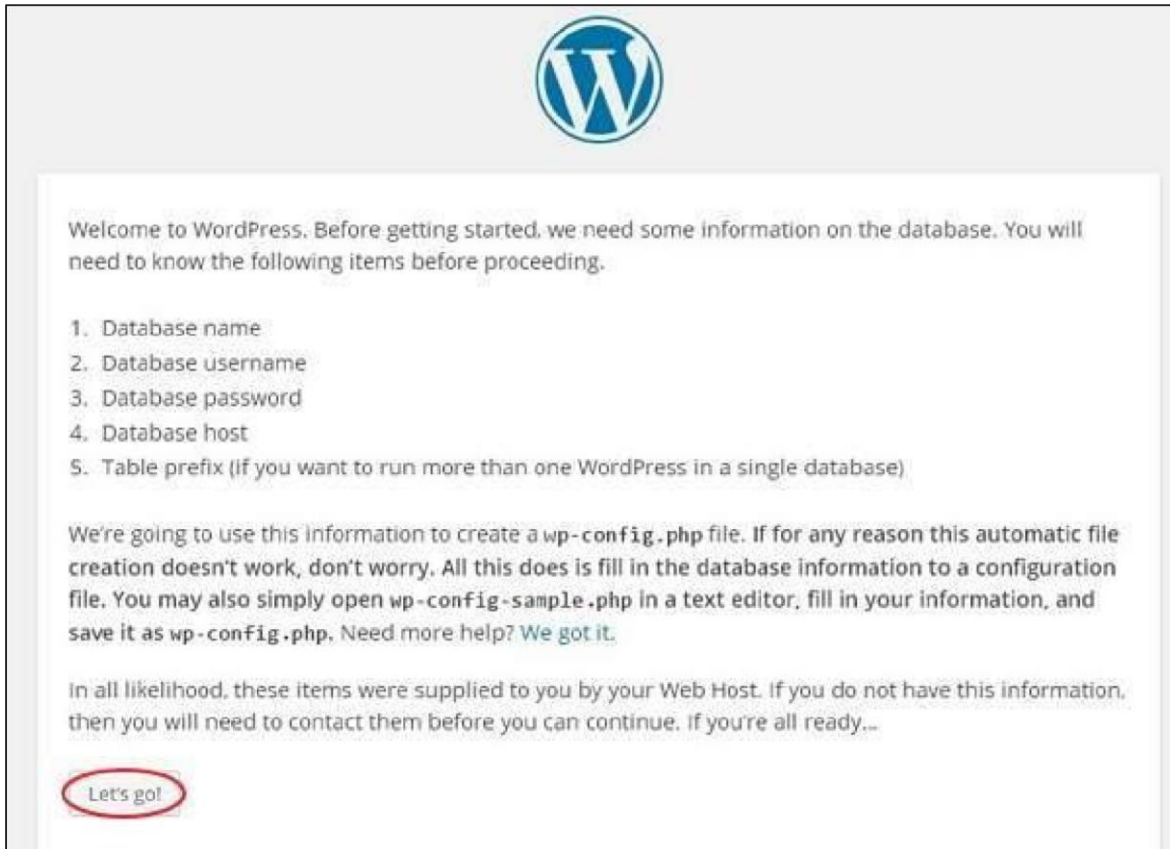 Welcome to WordPress. Before getting started, we need some information on the database. You will
need to know the following items before proceeding.
1. Database name
2. Database username
3. Database password
4. Database host
5. Table prefix (if you want to run more than one WordPress in a single database)
We're going to use this information to create a wp-config.php file. If for any reason this automatic file
creation doesn't work, don't worry. All this does is fill in the database information to a configuration
file. You may also simply open wp-config-sample.php in a text editor, fill in your information, and
save it as wp-config.php. Need more help? We got it.
In all likelihood, these items were supplied to you by your Web Host. If you do not have this information,
then you will need to contact them before you can continue. If you're all ready...
Let's go!